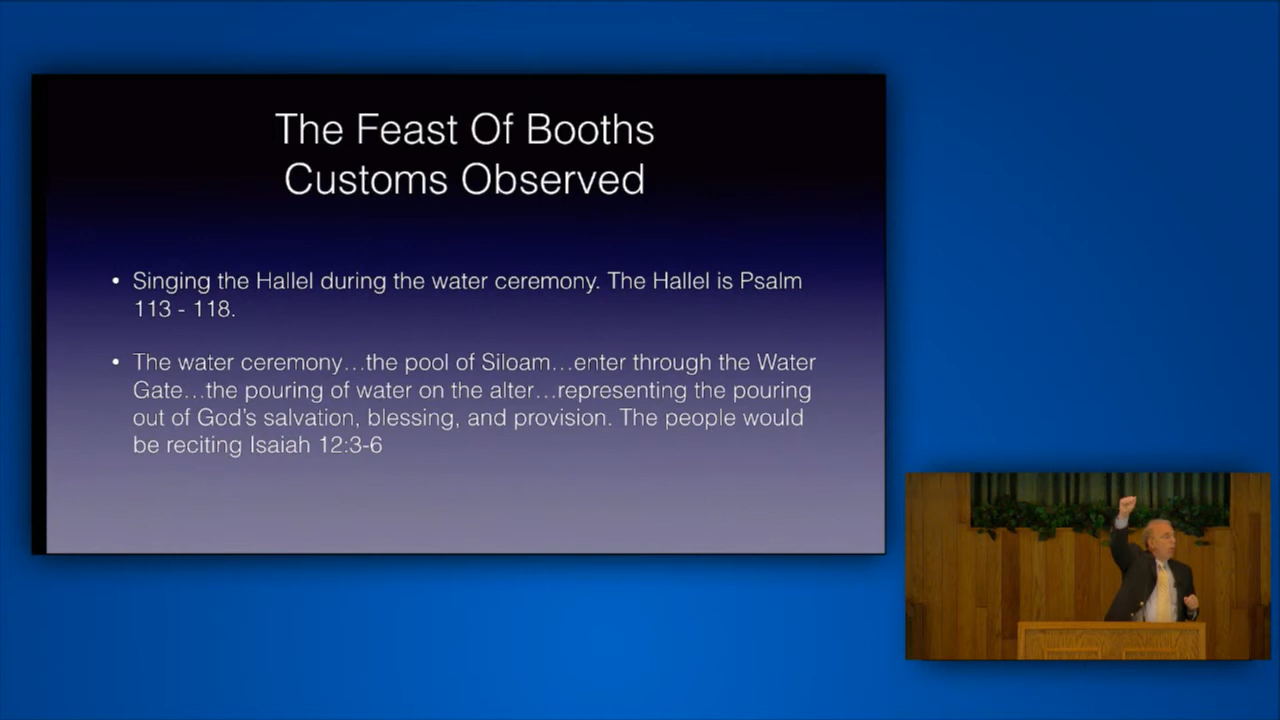 The Feast Of Booths
Customs Observed
• Singing the Hallel during the water ceremony. The Hallel is Psalm
113 - 118.
• The water ceremony…the pool of Siloam…enter through the Water
Gate…the pouring of water on the alter…representing the pouring
out of God's salvation, blessing, and provision. The people would
be reciting Isaiah 12:3-6